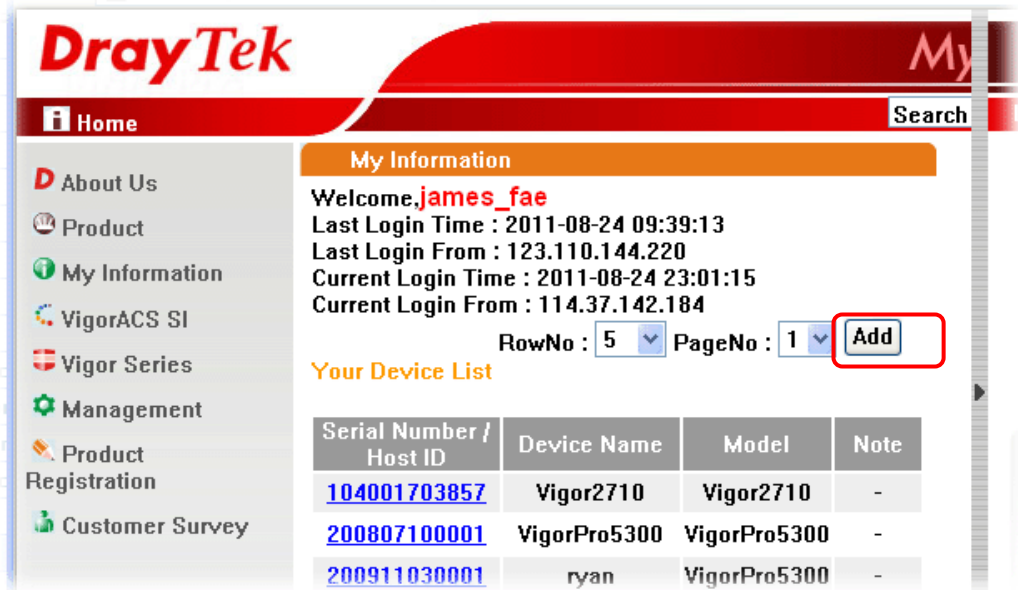 DrayTek
My
Home
Search
About Us
Product
My Information
VigorACS SI
Vigor Series
Management
Product
Registration
Customer Survey
My Information
Welcome,james_fae
Last Login Time : 2011-08-24 09:39:13
Last Login From : 123.110.144.220
Current Login Time : 2011-08-24 23:01:15
Current Login From : 114.37.142.184
RowNo : 5 PageNo : 1 Add
Your Device List
Serial Number / Host ID Device Name Model Note
104001703857 Vigor2710 Vigor2710 -
200807100001 VigorPro5300 VigorPro5300 -
200911030001 ryan VigorPro5300 -